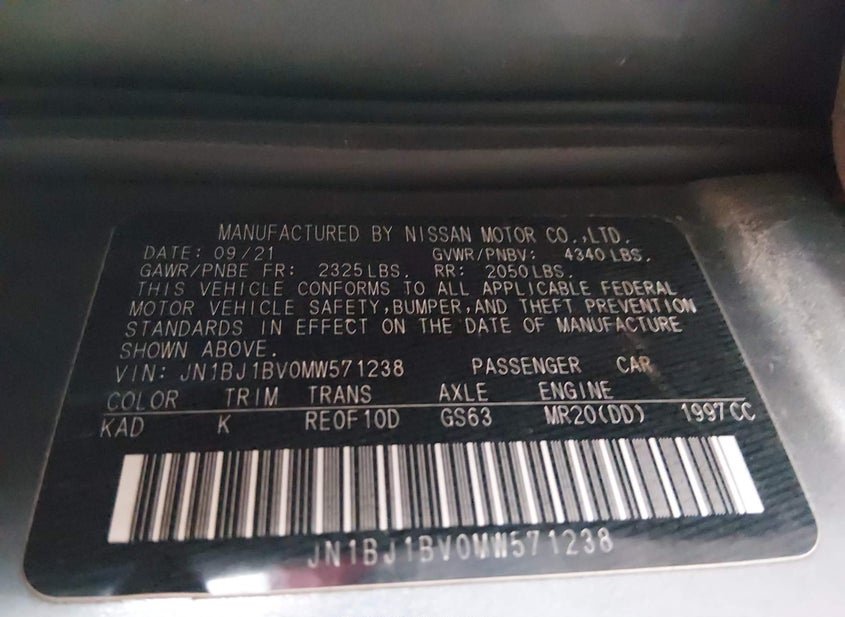 MANUFACTURED BY NISSAN MOTOR CO.,LTD.
DATE: 09/21 GVWR/PNBV: 4340 LBS.
GAWR/PNBE FR: 2325 LBS. RR: 2050 LBS.
THIS VEHICLE CONFORMS TO ALL APPLICABLE FEDERAL
MOTOR VEHICLE SAFETY,BUMPER,AND THEFT PREVENTION
STANDARDS IN EFFECT ON THE DATE OF MANUFACTURE
SHOWN ABOVE.
VIN: JN1BJ1BV0MW571238 PASSENGER CAR
COLOR TRIM TRANS AXLE ENGINE
KAD K RE0F10D GS63 MR20(DD) 1997 CC
JN1BJ1BV0MW571238